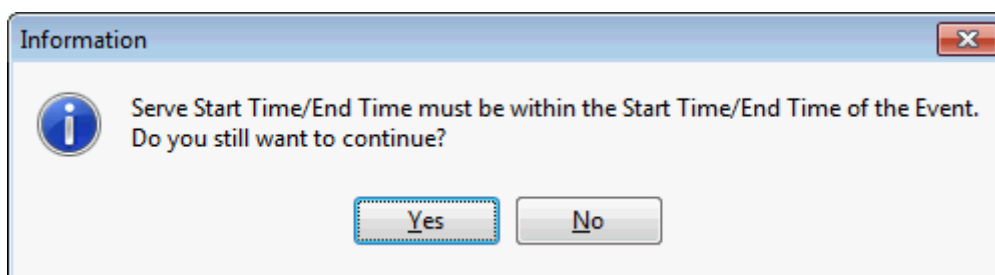 Information
Serve Start Time/End Time must be within the Start Time/End Time of the Event.
Do you still want to continue?
Yes
No